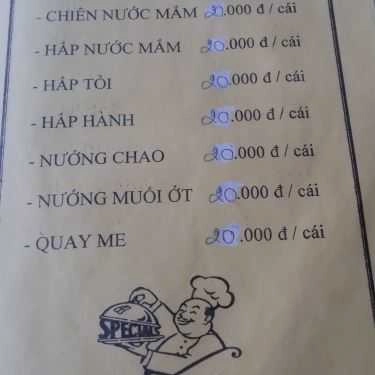 - CHIÊN NƯỚC MẮM 20.000 đ / cái
- HẤP NƯỚC MẮM 20.000 đ / cái
- HẤP TỎI 20.000 đ / cái
- HẤP HÀNH 20.000 đ / cái
- NƯỚNG CHAO 20.000 đ / cái
- NƯỚNG MUỐI ỚT 20.000 đ / cái
- QUAY ME 20.000 đ / cái
SPECIALS